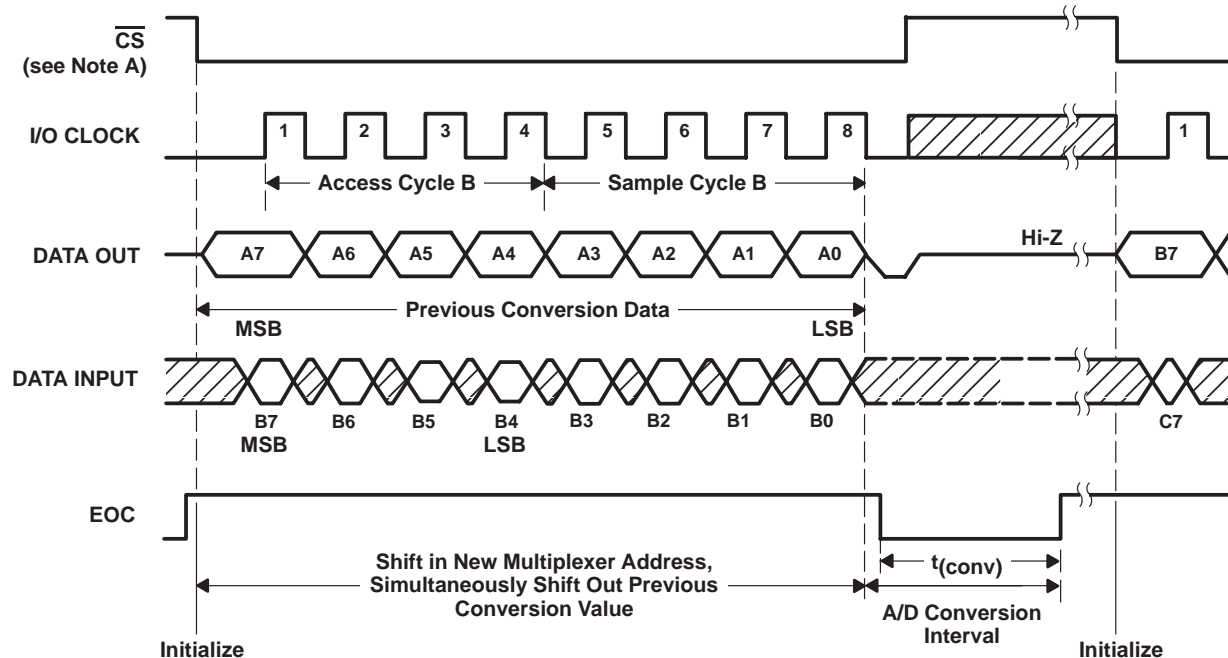 CS
(see Note A)
I/O CLOCK
1 2 3 4 5 6 7 8 1
Access Cycle B Sample Cycle B
DATA OUT
A7 A6 A5 A4 A3 A2 A1 A0 Hi-Z B7
Previous Conversion Data
MSB LSB
DATA INPUT
B7 B6 B5 B4 B3 B2 B1 B0 C7
MSB LSB
EOC
Shift in New Multiplexer Address,
Simultaneously Shift Out Previous
Conversion Value
t(conv)
A/D Conversion
Interval
Initialize Initialize